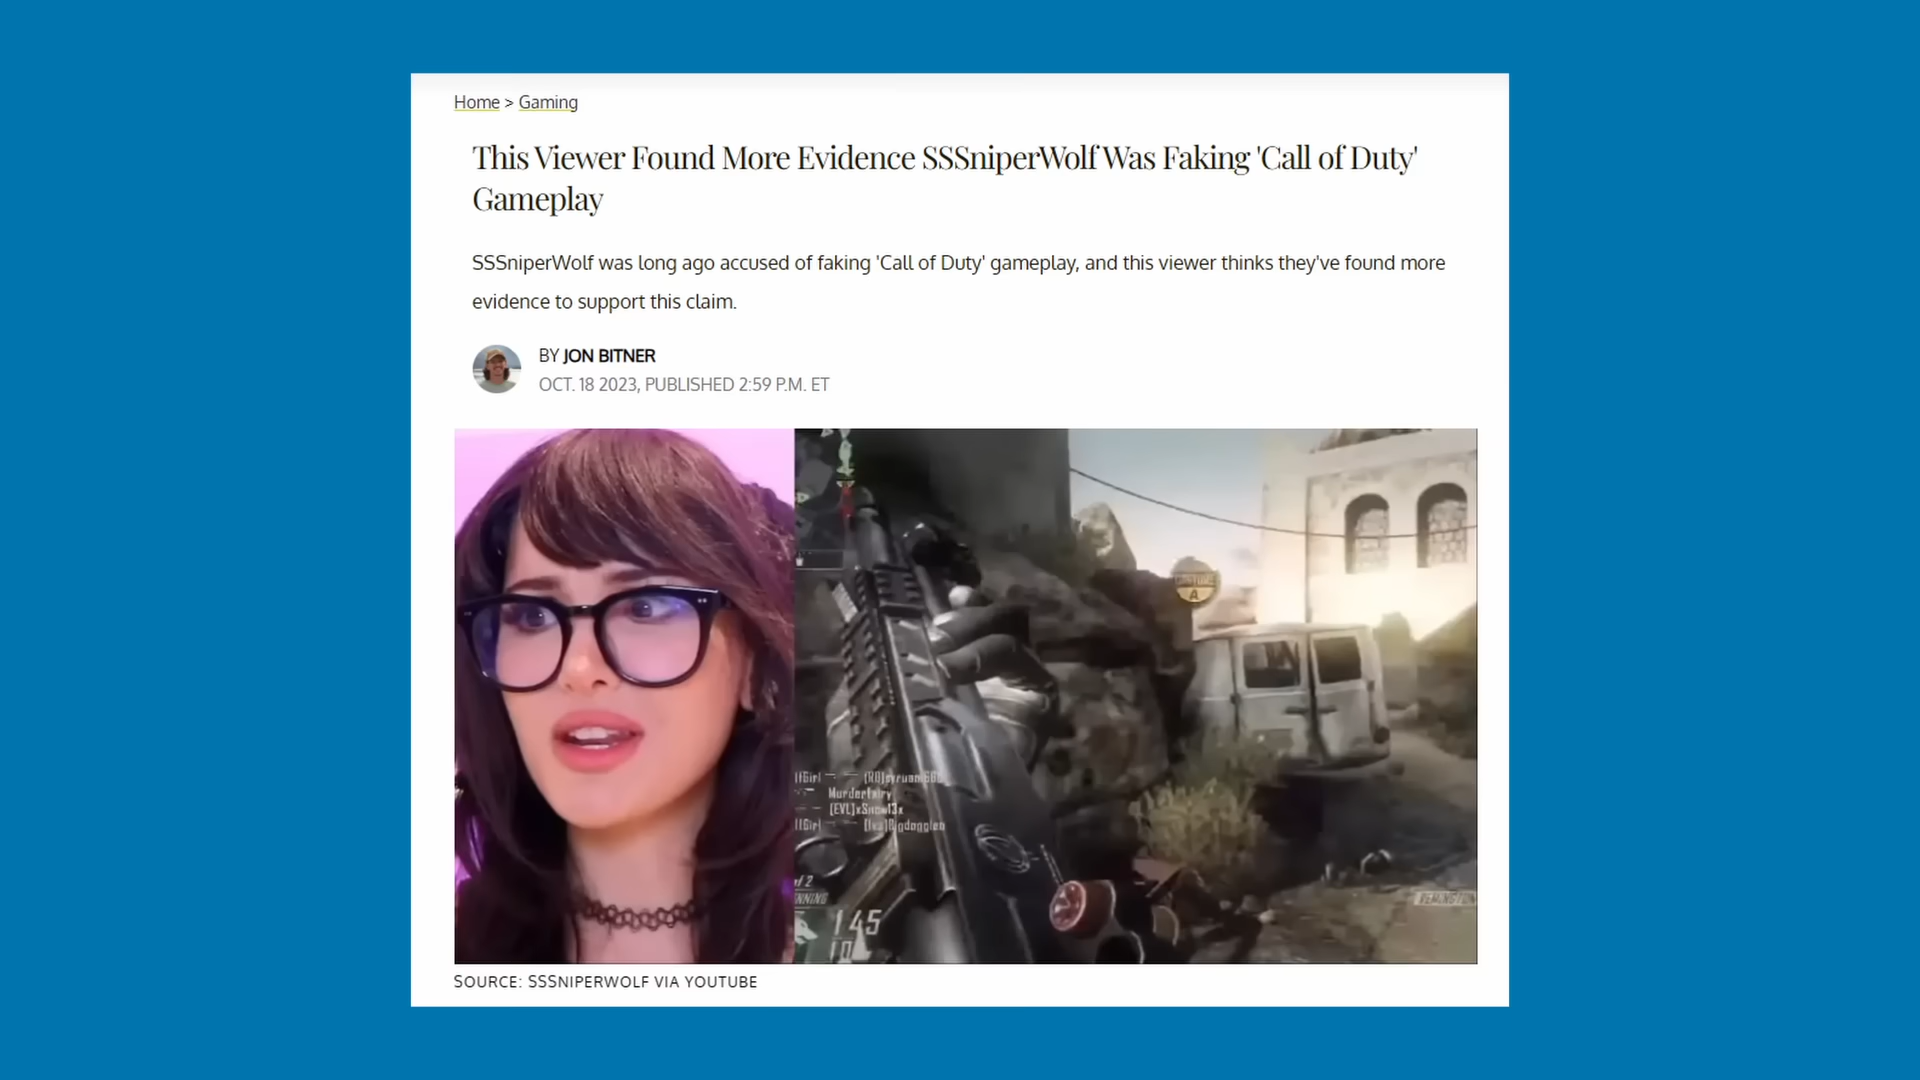 Home > Gaming
This Viewer Found More Evidence SSSniperWolf Was Faking 'Call of Duty'
Gameplay
SSSniperWolf was long ago accused of faking 'Call of Duty' gameplay, and this viewer thinks they've found more
evidence to support this claim.
BY JON BITNER
OCT. 18 2023, PUBLISHED 2:59 P.M. ET
A
Murderfairy
145
REMINGTON
SOURCE: SSSNIPERWOLF VIA YOUTUBE